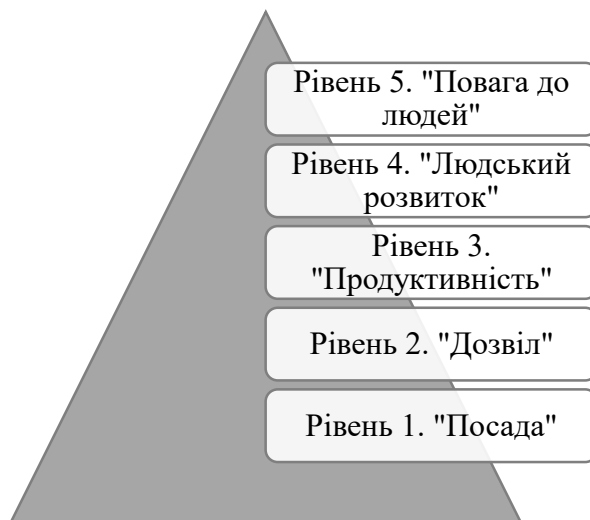 Рівень 5. "Повага до
людей"
Рівень 4. "Людський
розвиток"
Рівень 3.
"Продуктивність"
Рівень 2. "Дозвіл"
Рівень 1. "Посада"